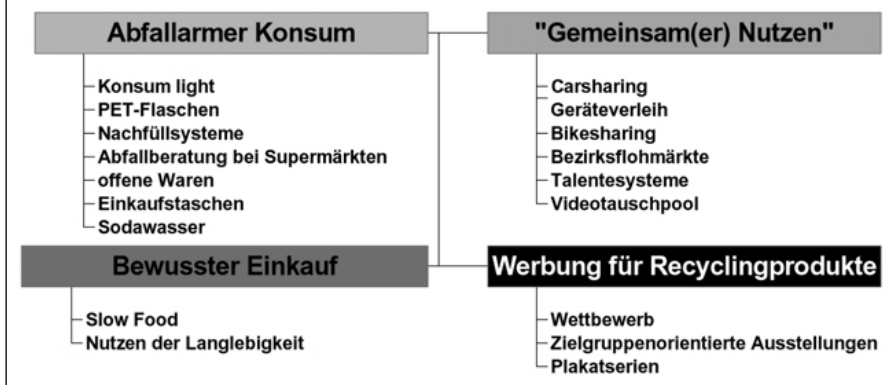 Abfallarmer Konsum
Konsum light
PET-Flaschen
Nachfüllsysteme
Abfallberatung bei Supermärkten
offene Waren
Einkaufstaschen
Sodawasser
"Gemeinsam(er) Nutzen"
Carsharing
Geräteverleih
Bikesharing
Bezirksflohmärkte
Talentesysteme
Videotauschpool
Bewusster Einkauf
Slow Food
Nutzen der Langlebigkeit
Werbung für Recyclingprodukte
Wettbewerb
Zielgruppenorientierte Ausstellungen
Plakatserien